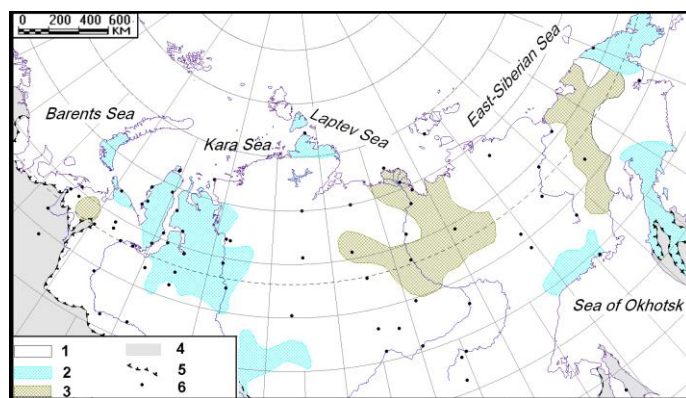 0 200 400 600
KM
Barents Sea
Kara Sea
Laptev Sea
East-Siberian Sea
Sea of Okhotsk
1
2
3
4
5
6